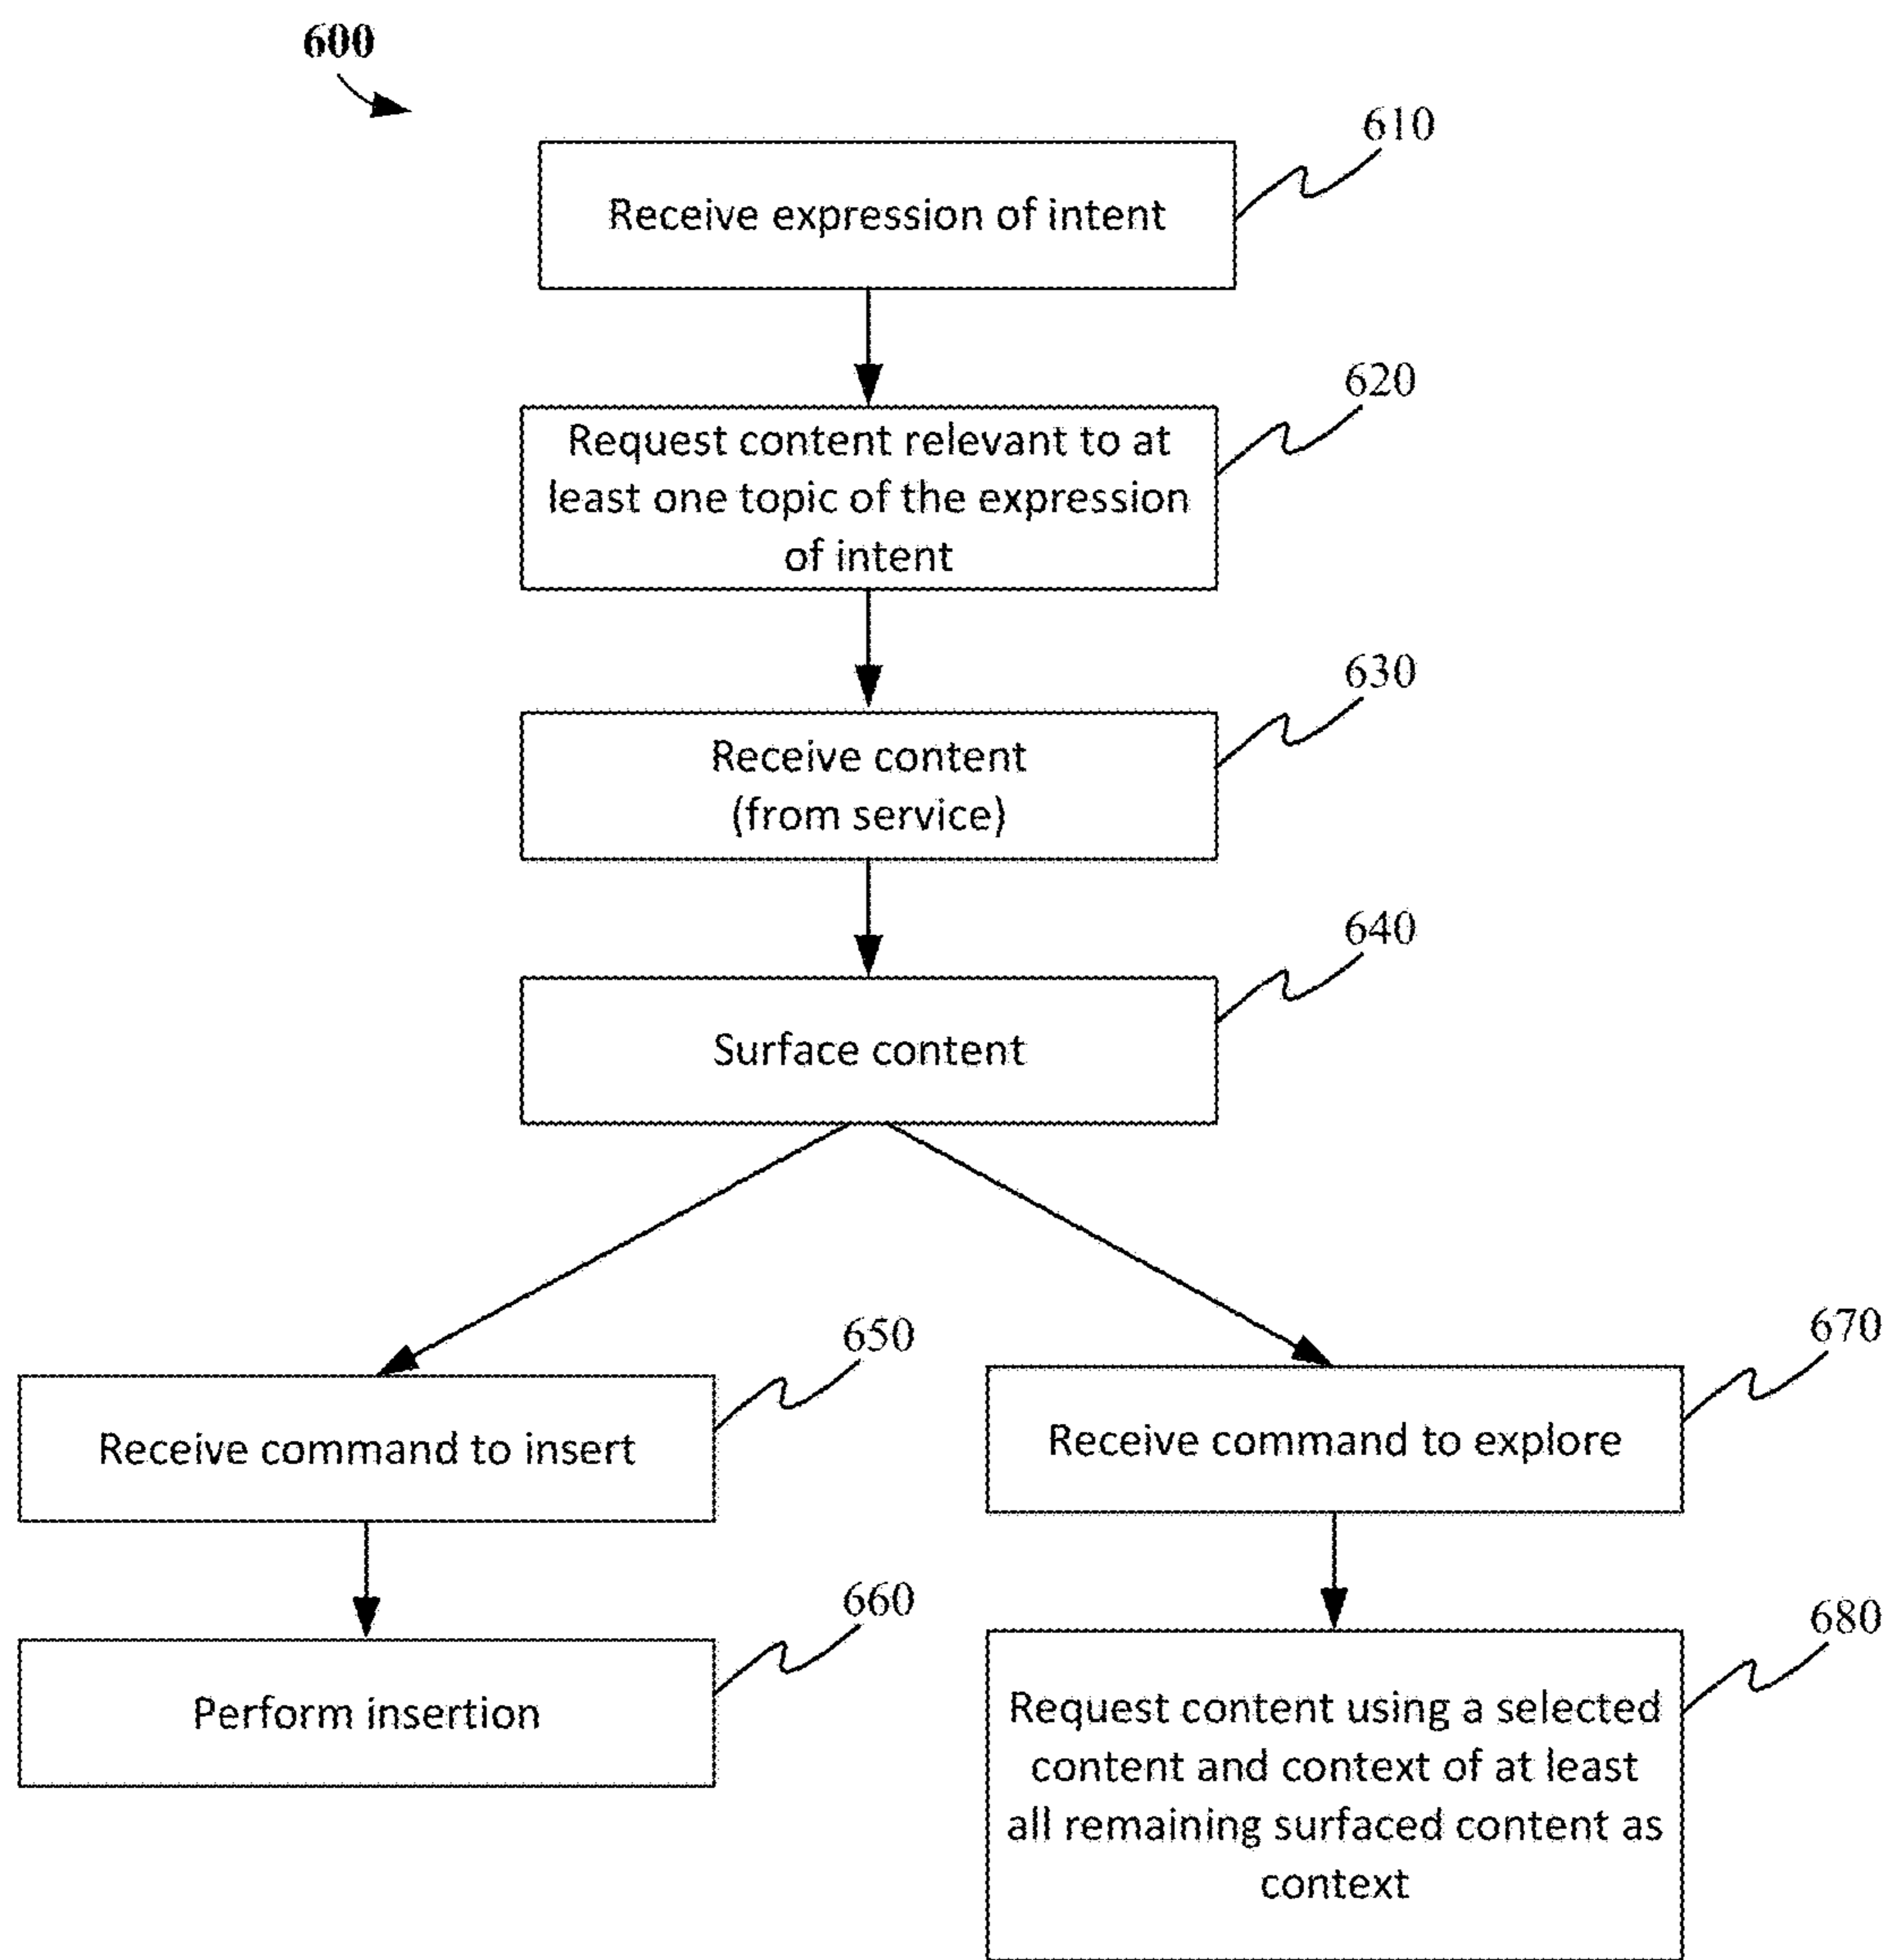 600
610
Receive expression of intent
620
Request content relevant to at
least one topic of the expression
of intent
630
Receive content
(from service)
640
Surface content
650
Receive command to insert
670
Receive command to explore
660
Perform insertion
680
Request content using a selected
content and context of at least
all remaining surfaced content as
context